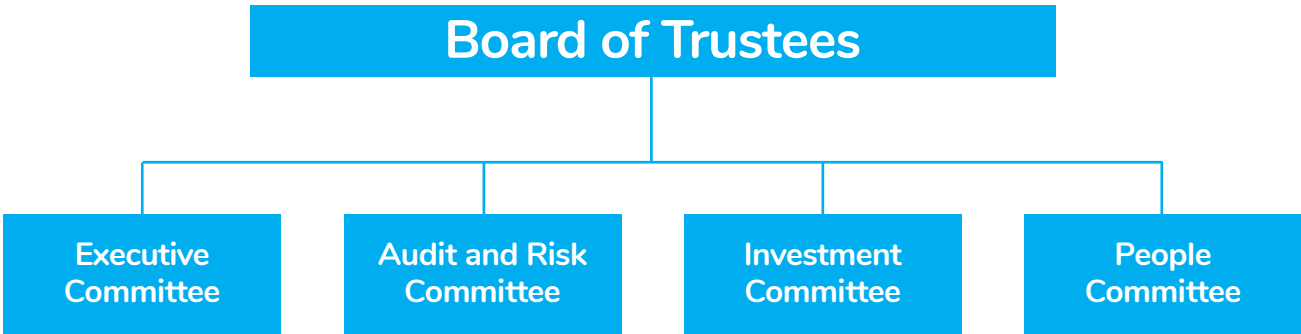 Board of Trustees
Executive
Committee
Audit and Risk
Committee
Investment
Committee
People
Committee